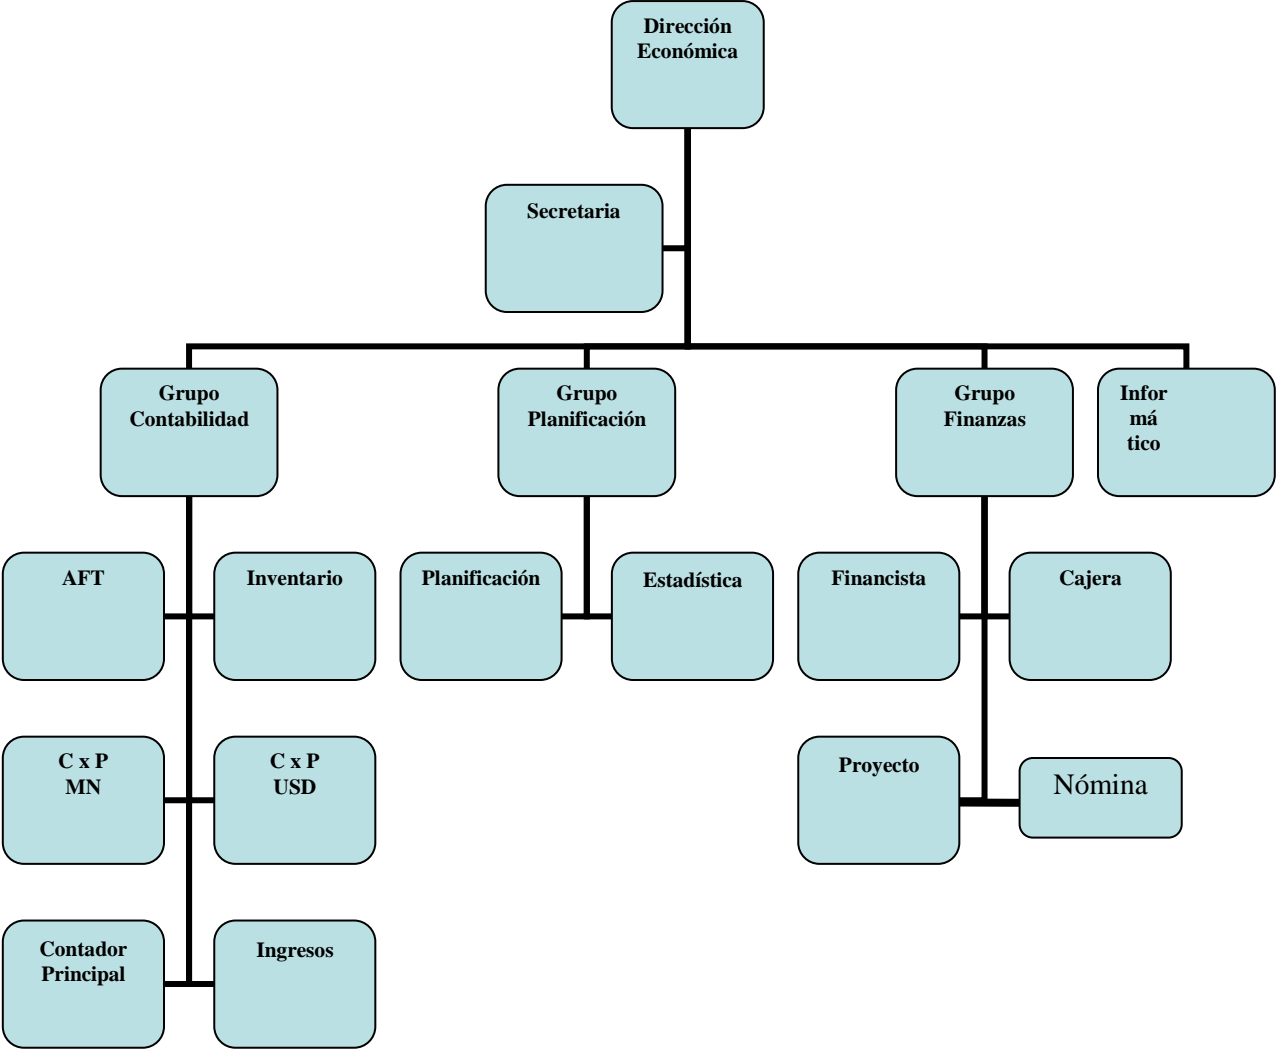 Dirección
Económica
Secretaria
Grupo
Contabilidad
Grupo
Planificación
Grupo
Finanzas
Infor
má
tico
AFT
Inventario
Planificación
Estadística
Financista
Cajera
C x P
MN
C x P
USD
Proyecto
Nómina
Contador
Principal
Ingresos